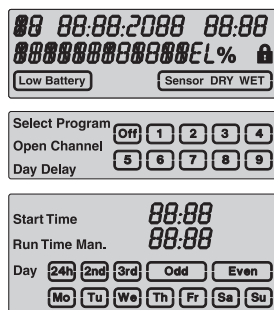 88 88:88:2088 88:88
8888888888888EL%
Low Battery Sensor DRY WET
Select Program
Open Channel
Day Delay
Off 1 2 3 4
5 6 7 8 9
Start Time 88:88
Run Time Man. 88:88
Day 24h 2nd 3rd Odd Even
Mo Tu We Th Fr Sa Su